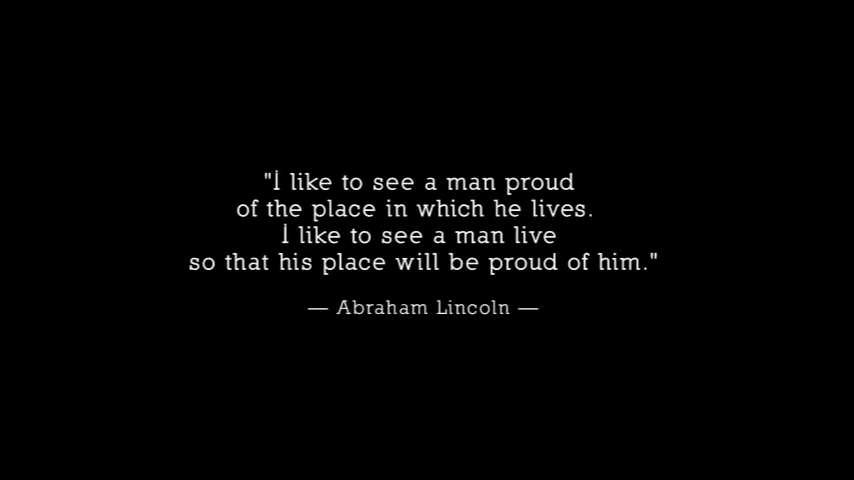 "İ like to see a man proud
of the place in which he lives.
İ like to see a man live
so that his place will be proud of him."
— Abraham Lincoln —